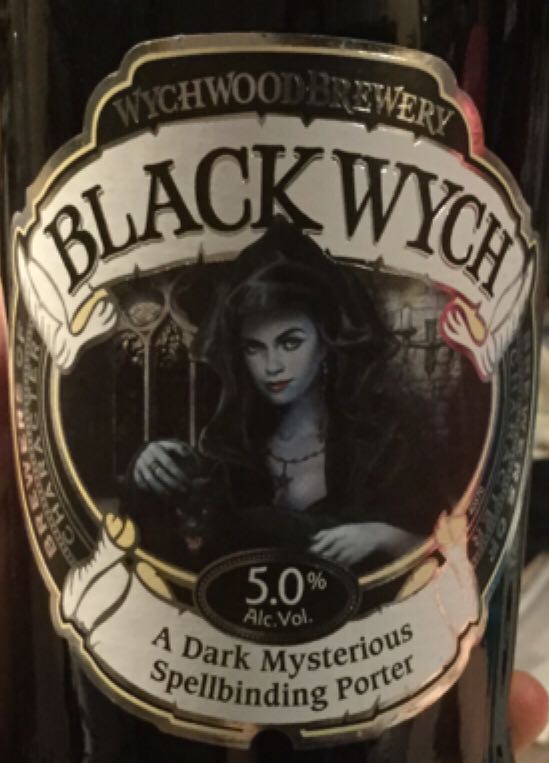 WYCHWOOD BREWERY
BLACK WYCH
5.0%
Alc.Vol.
A Dark Mysterious
Spellbinding Porter